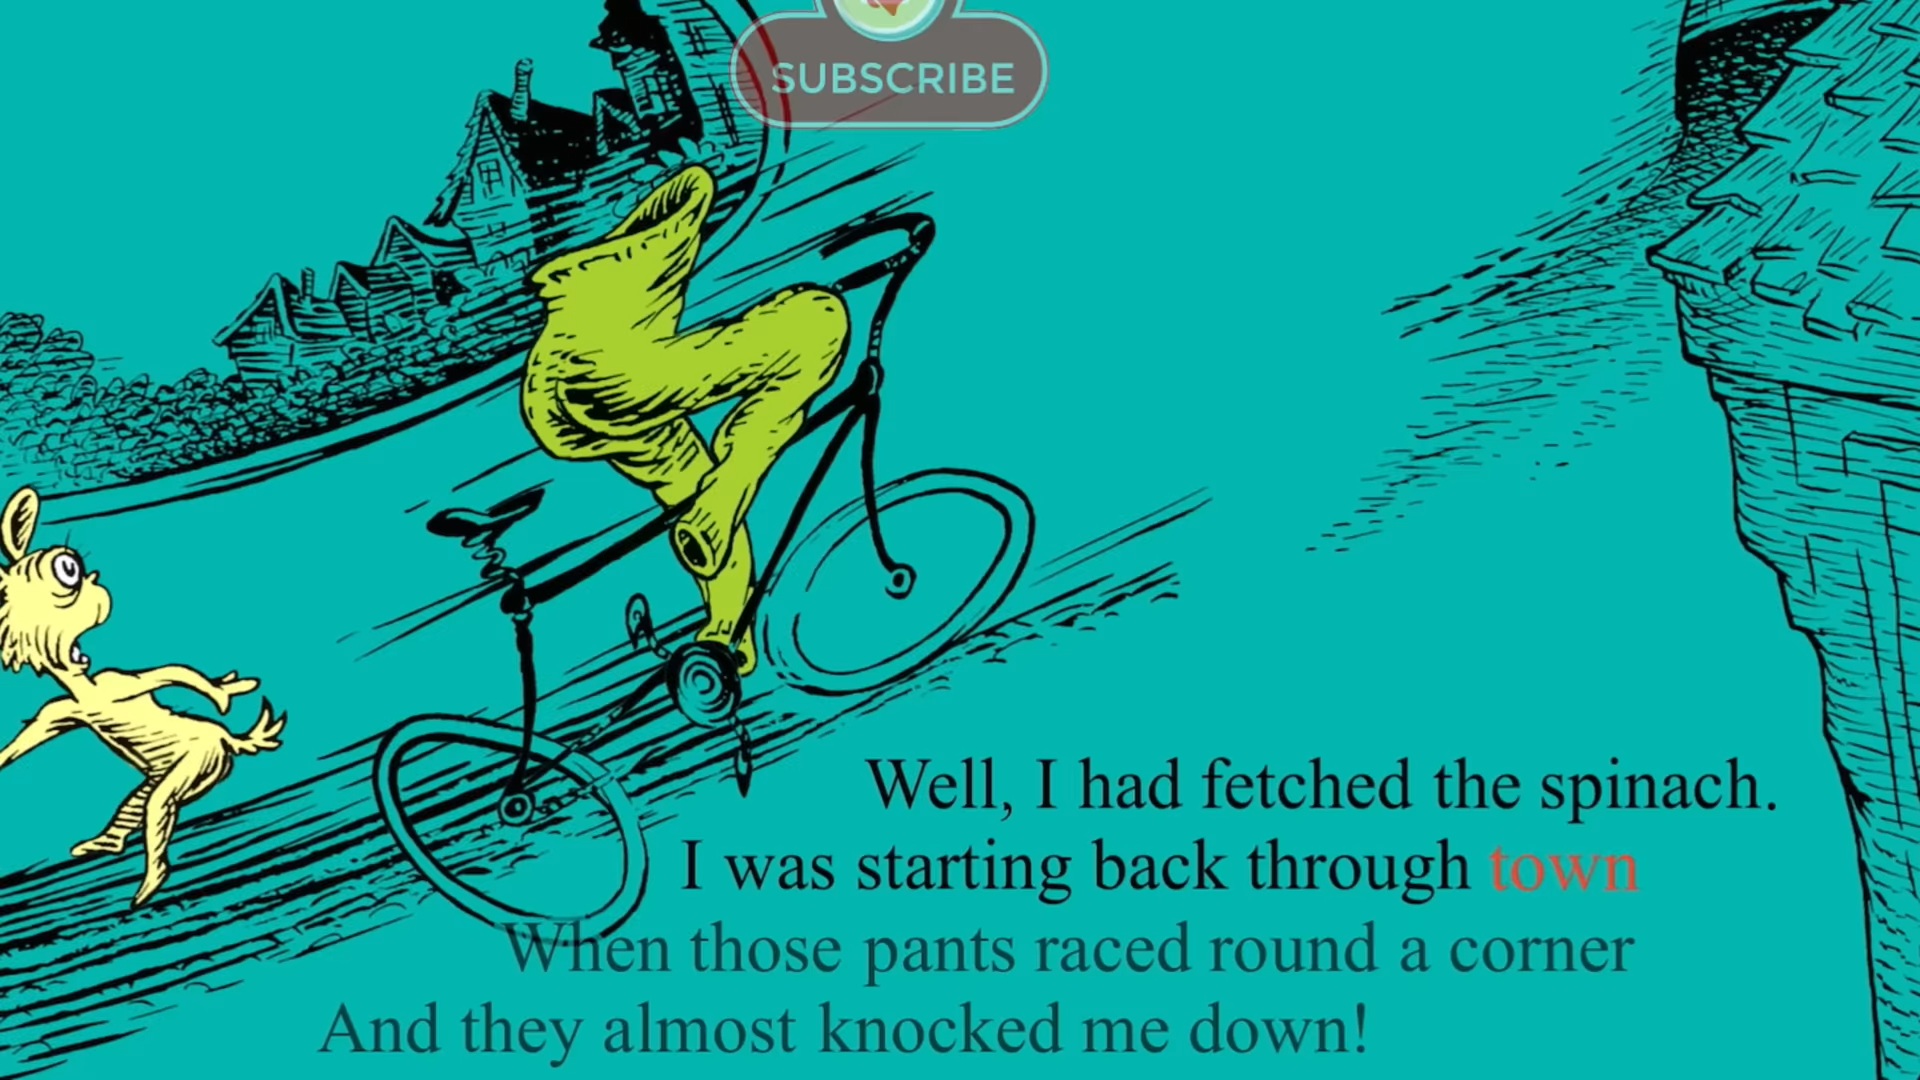 SUBSCRIBE
Well, I had fetched the spinach.
I was starting back through town
When those pants raced round a corner
And they almost knocked me down!